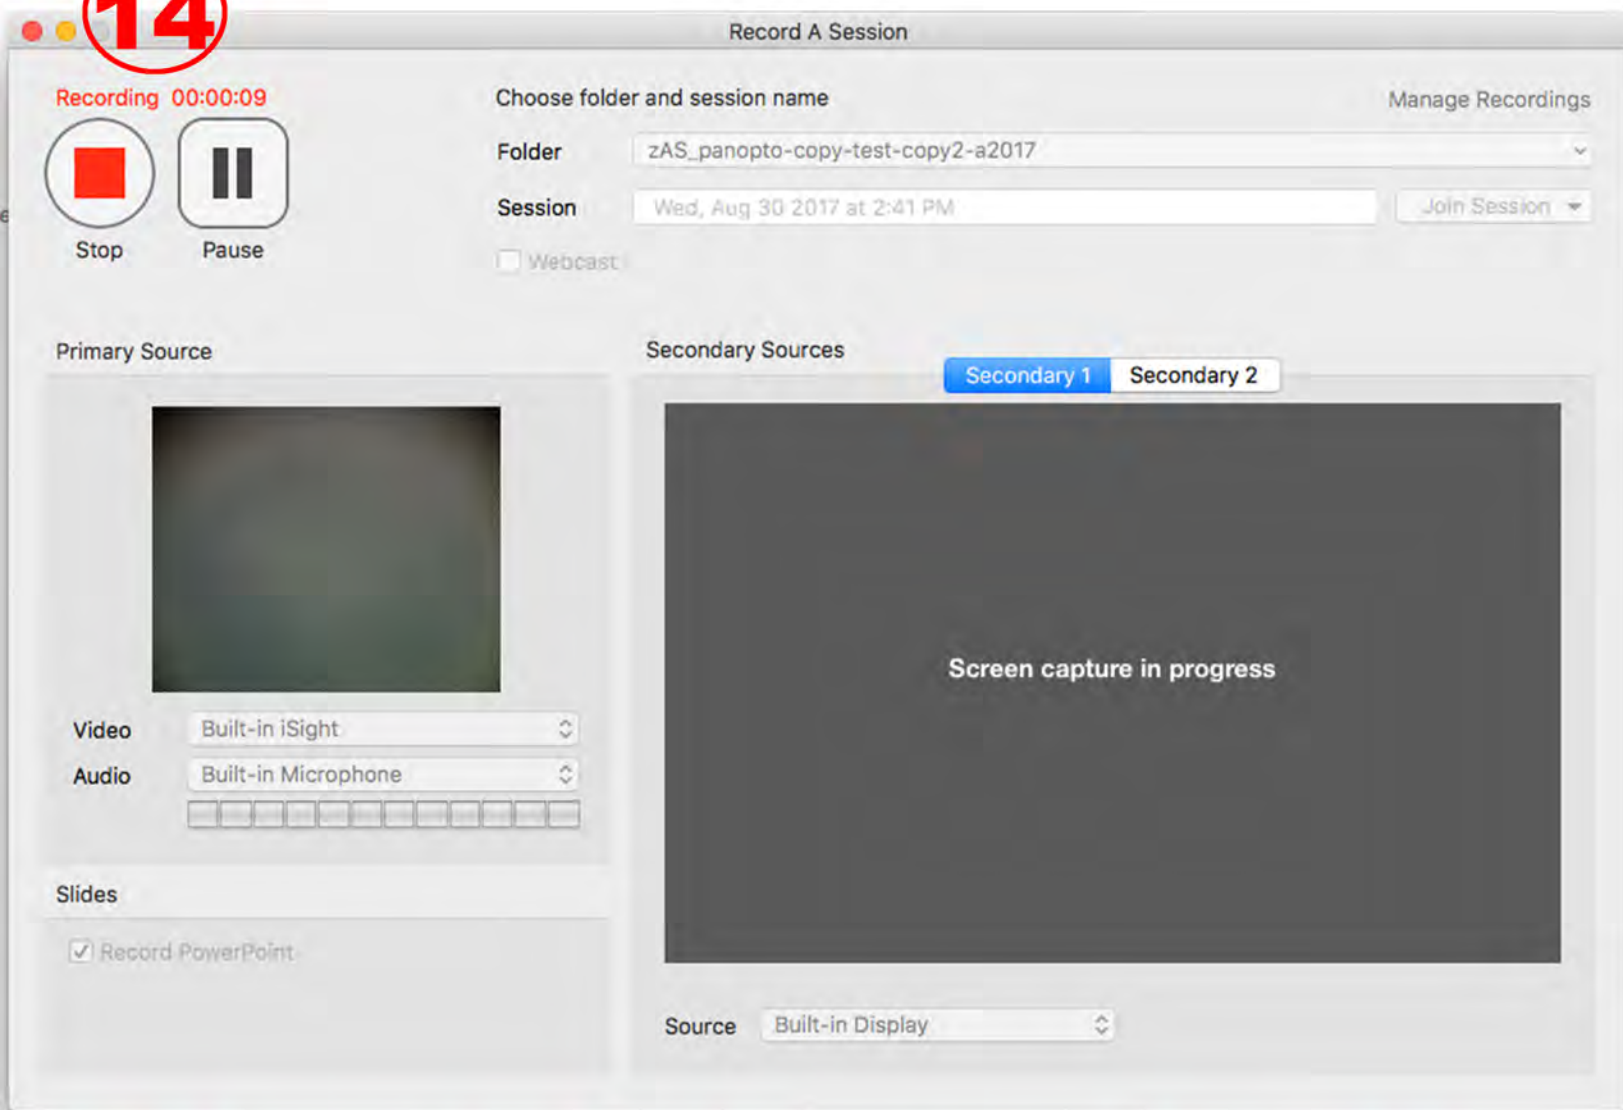 14
Record A Session
Recording 00:00:09
Choose folder and session name
Manage Recordings
Folder zAS_panopto-copy-test-copy2-a2017
Session Wed, Aug 30 2017 at 2:41 PM Join Session
Stop Pause
Webcast
Primary Source
Secondary Sources
Secondary 1 Secondary 2
Screen capture in progress
Video Built-in iSight
Audio Built-in Microphone
Slides
Record PowerPoint
Source Built-in Display